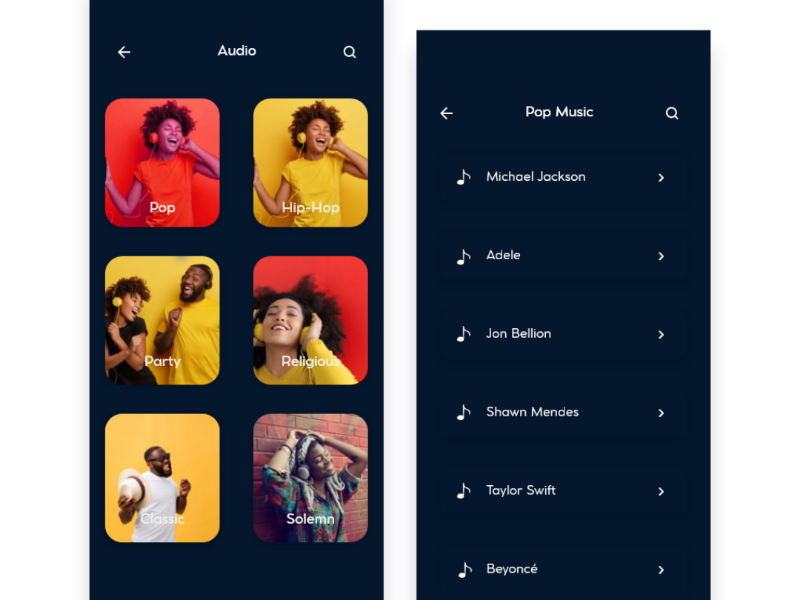 Audio
Pop
Hip-Hop
Party
Religious
Classic
Solemn
Pop Music
Michael Jackson
Adele
Jon Bellion
Shawn Mendes
Taylor Swift
Beyoncé